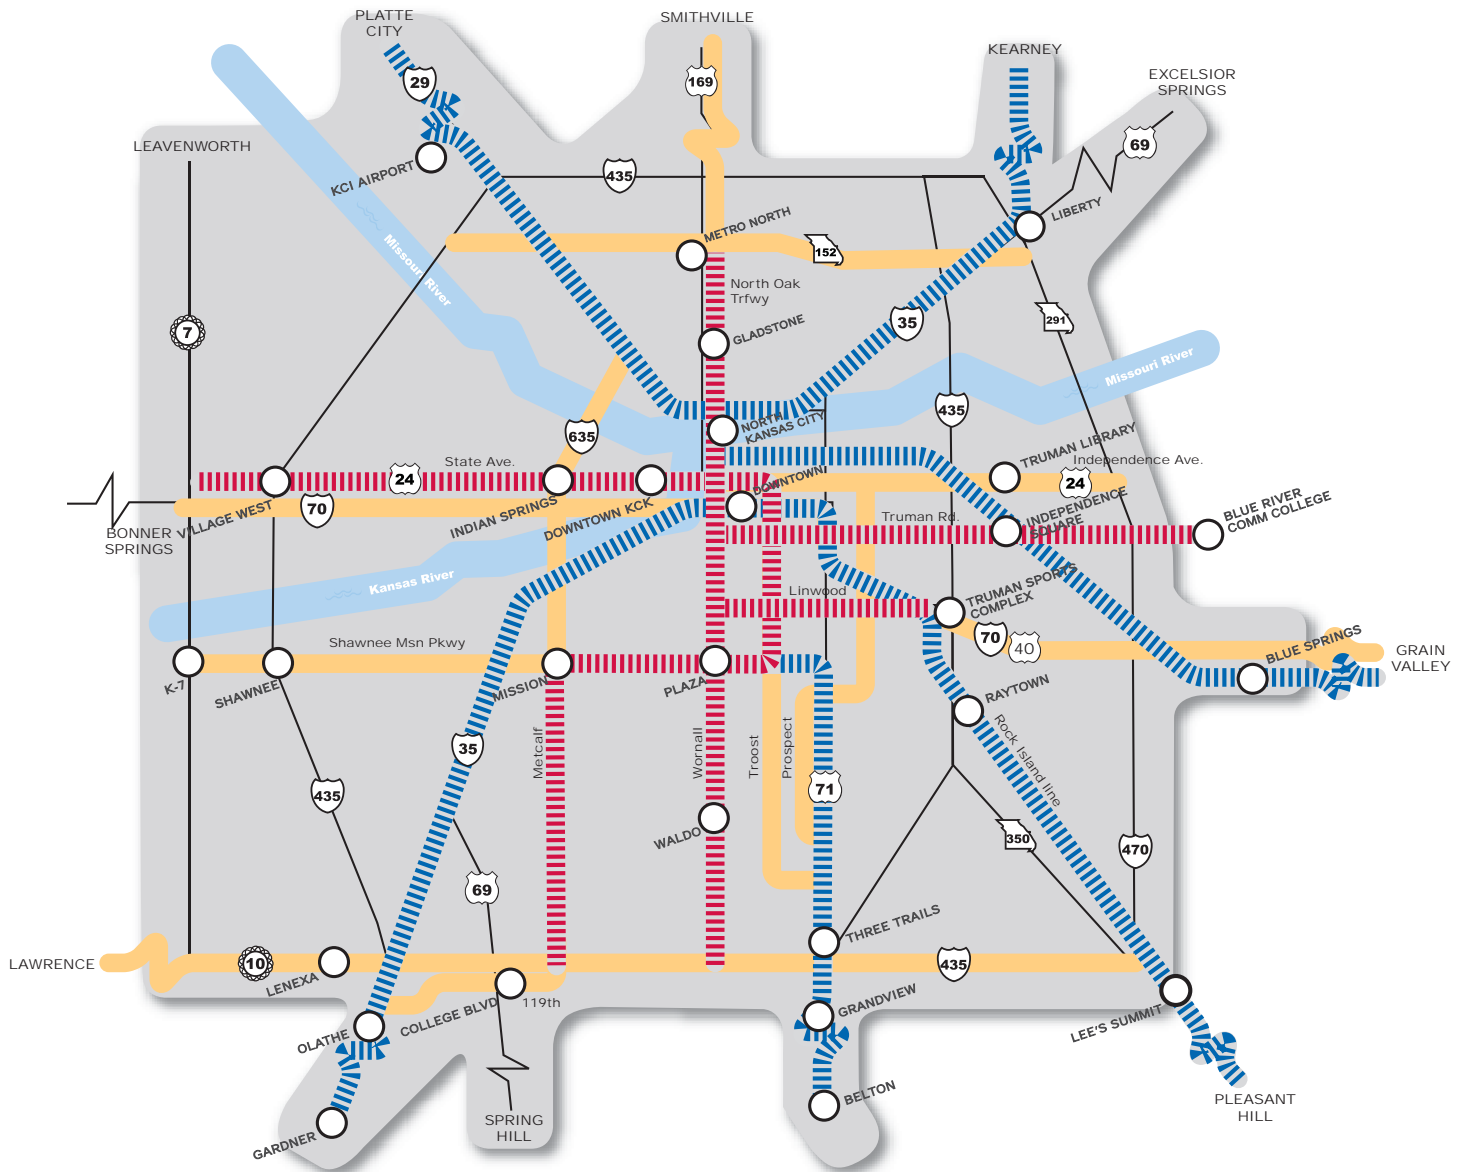 PLATTE
CITY
SMITHVILLE
KEARNEY
EXCELSIOR
SPRINGS
29
169
69
LEAVENWORTH
KCI AIRPORT
435
LIBERTY
METRO NORTH
152
Missouri River
North Oak
Trfwy
7
GLADSTONE
35
291
Missouri River
435
NORTH
KANSAS CITY
635
TRUMAN LIBRARY
State Ave.
Independence Ave.
24
24
DOWNTOWN
70
VILLAGE WEST
INDIAN SPRINGS
DOWNTOWN KCK
Truman Rd.
INDEPENDENCE
SQUARE
BLUE RIVER
COMM COLLEGE
BONNER
SPRINGS
Kansas River
Linwood
TRUMAN SPORTS
COMPLEX
70
40
Shawnee Msn Pkwy
BLUE SPRINGS
GRAIN
VALLEY
K-7
SHAWNEE
MISSION
PLAZA
RAYTOWN
Rock Island line
35
Metcalf
Wornall
Troost
Prospect
71
435
WALDO
350
470
69
THREE TRAILS
LAWRENCE
10
LENEXA
435
COLLEGE BLVD
119th
GRANDVIEW
OLATHE
LEE'S SUMMIT
BELTON
PLEASANT
HILL
SPRING
HILL
GARDNER